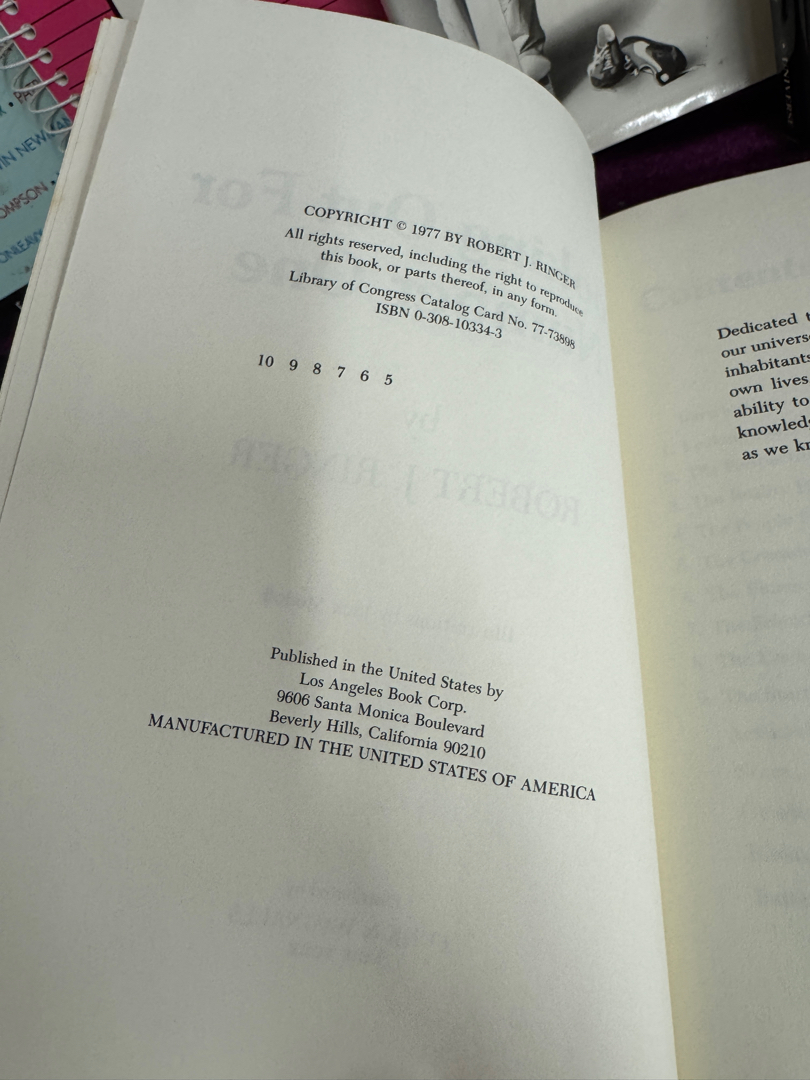 COPYRIGHT © 1977 BY ROBERT J. RINGER
All rights reserved, including the right to reproduce
this book, or parts thereof, in any form.
Library of Congress Catalog Card No. 77-73898
ISBN 0-308-10334-3
10 9 8 7 6 5
by
ROBERT J. RINGER
Published in the United States by
Los Angeles Book Corp.
9606 Santa Monica Boulevard
Beverly Hills, California 90210
MANUFACTURED IN THE UNITED STATES OF AMERICA
Dedicated
our
inhabitants
own lives
ability to
as we